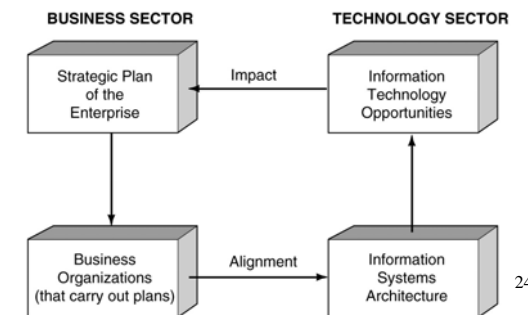 BUSINESS SECTOR
TECHNOLOGY SECTOR
Strategic Plan
of the
Enterprise
Impact
Information
Technology
Opportunities
Business
Organizations
(that carry out plans)
Alignment
Information
Systems
Architecture
24